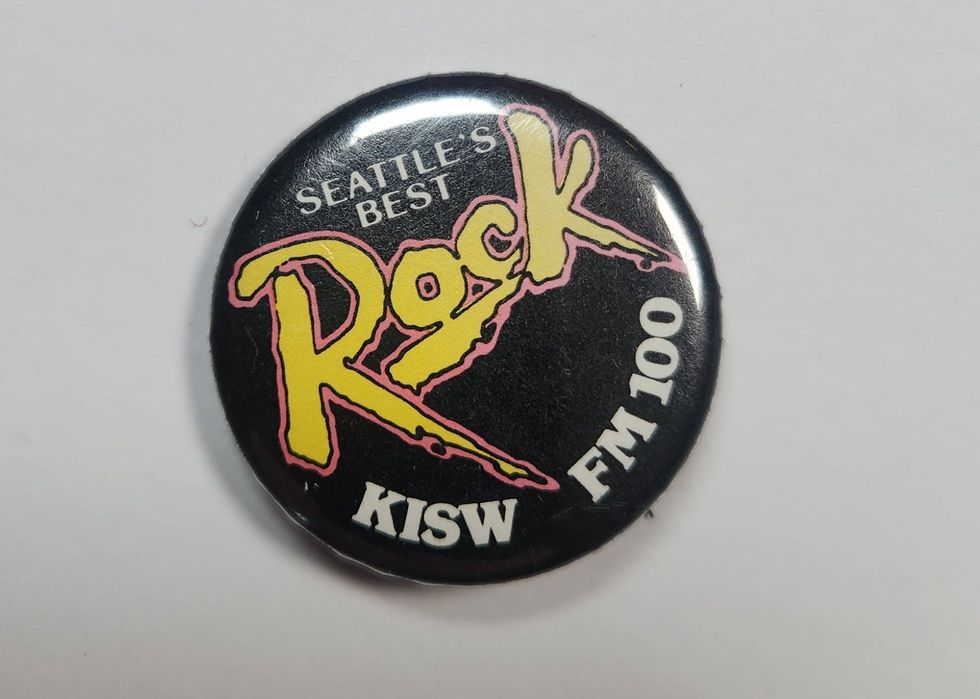 SEATTLE'S
BEST
Rock
KISW
FM 100